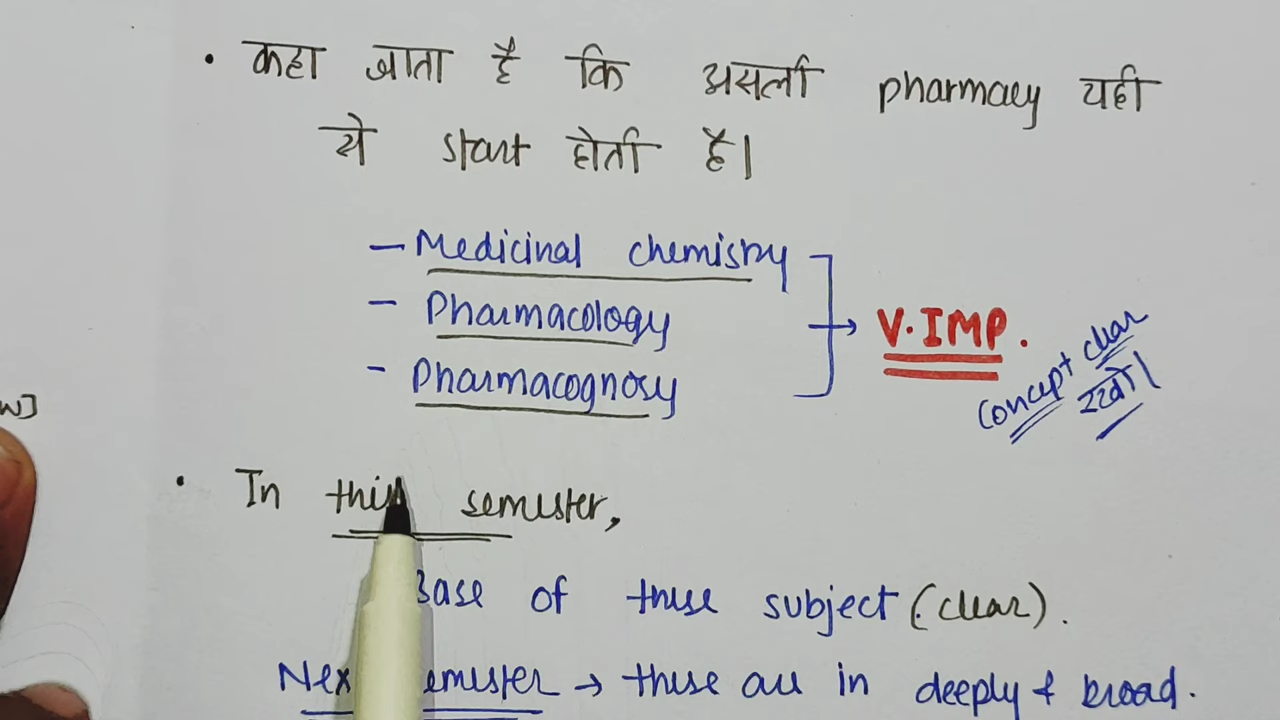 • कहा जाता है कि असली pharmacy यही
से start होती है।
– Medicinal chemistry
– Pharmacology
– Pharmacognosy
→ V.IMP.
Concept clear
रखो।
• In this semester,
Base of these subject (clear).
Next semester → these are in deeply & broad.